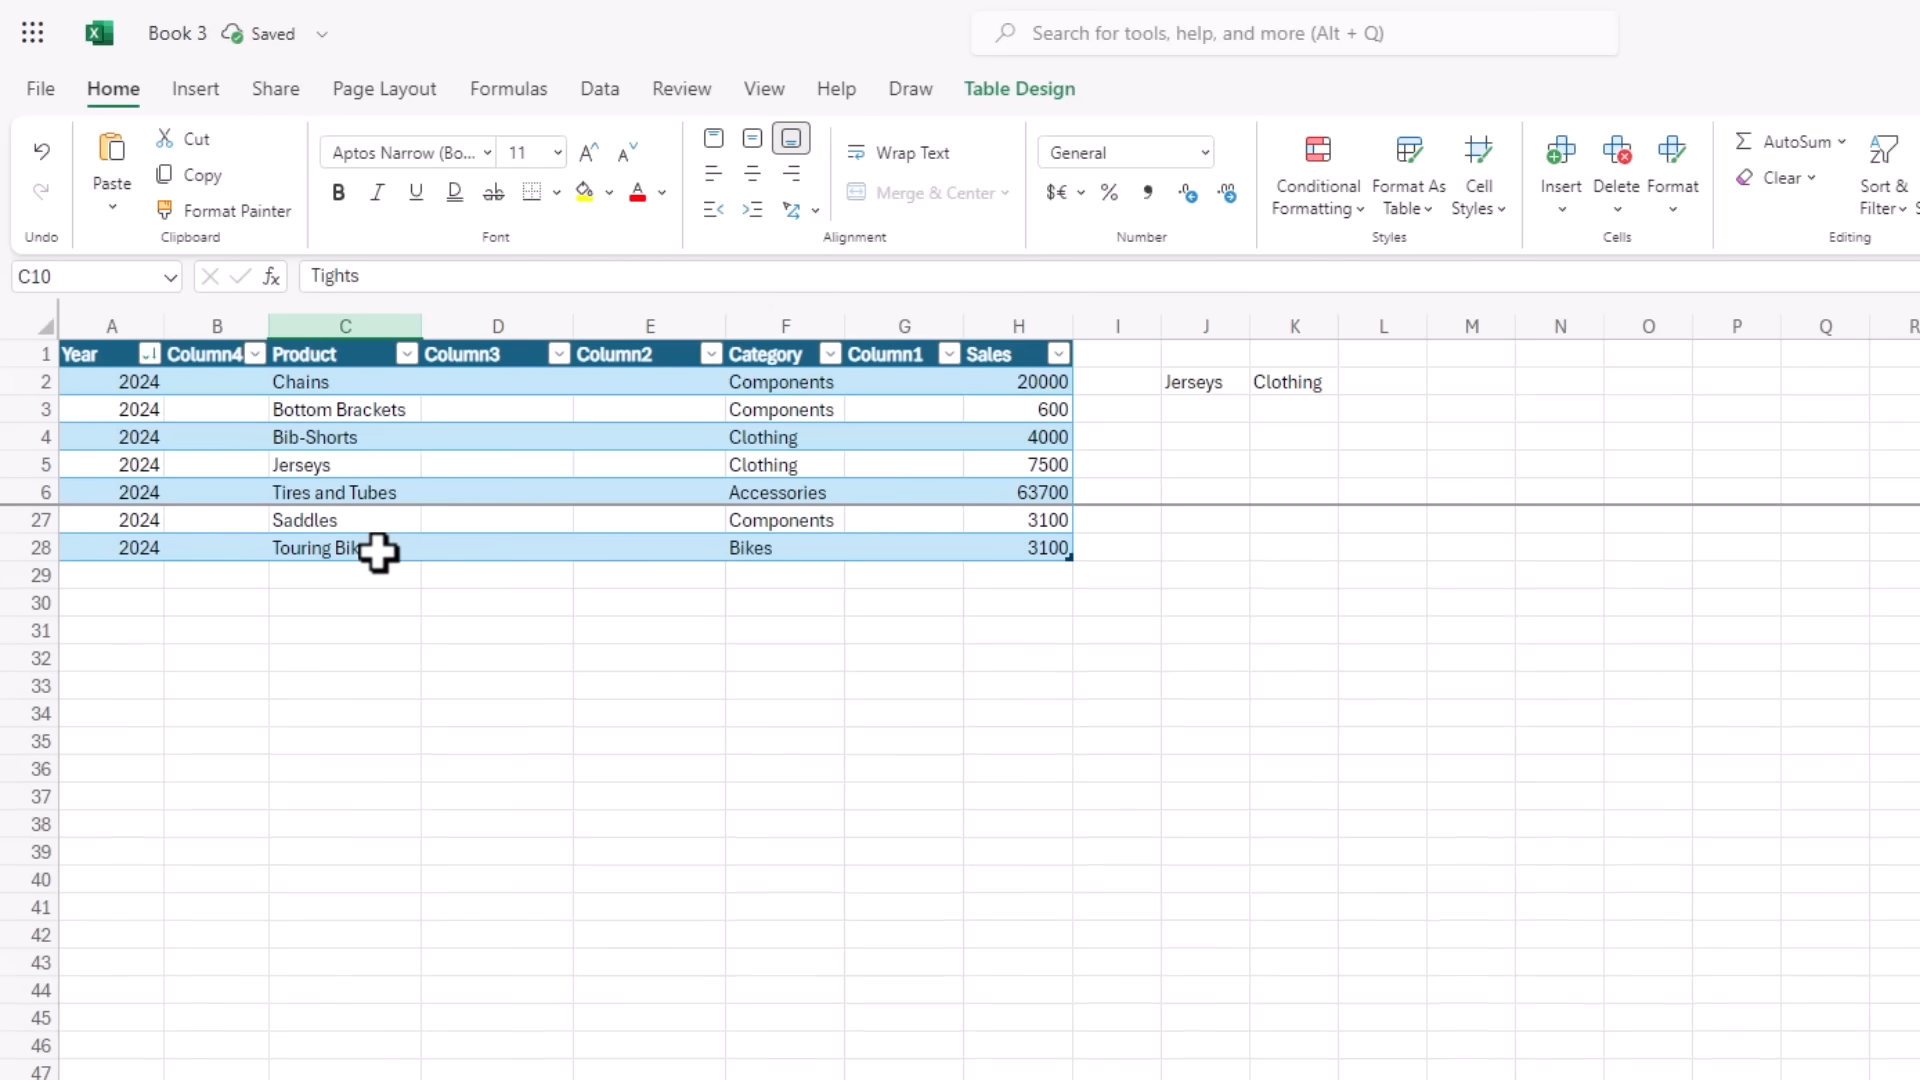 Book 3 Saved
Search for tools, help, and more (Alt + Q)
File Home Insert Share Page Layout Formulas Data Review View Help Draw Table Design
Paste Cut Copy Format Painter
Aptos Narrow (Bo... 11
B I U D ab A
Wrap Text
Merge & Center
General
$€ % 9
Conditional Formatting Format As Table Cell Styles
Insert Delete Format
AutoSum
Clear
Sort & Filter
Undo Clipboard Font Alignment Number Styles Cells Editing
C10 fx Tights
A B C D E F G H I J K L M N O P Q R
1 Year Column4 Product Column3 Column2 Category Column1 Sales
2 2024 Chains Components 20000 Jerseys Clothing
3 2024 Bottom Brackets Components 600
4 2024 Bib-Shorts Clothing 4000
5 2024 Jerseys Clothing 7500
6 2024 Tires and Tubes Accessories 63700
27 2024 Saddles Components 3100
28 2024 Touring Bik Bikes 3100
29
30
31
32
33
34
35
36
37
38
39
40
41
42
43
44
45
46
47